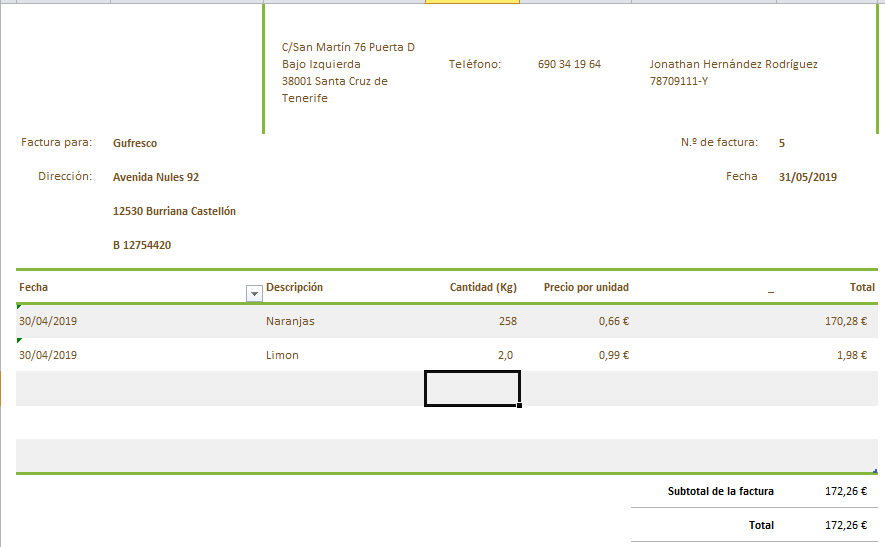 C/San Martín 76 Puerta D
Bajo Izquierda
38001 Santa Cruz de
Tenerife
Teléfono: 690 34 19 64
Jonathan Hernández Rodríguez
78709111-Y
Factura para: Gufresco N.º de factura: 5
Dirección: Avenida Nules 92 Fecha 31/05/2019
12530 Burriana Castellón
B 12754420
Fecha Descripción Cantidad (Kg) Precio por unidad _ Total
30/04/2019 Naranjas 258 0,66 € 170,28 €
30/04/2019 Limon 2,0 0,99 € 1,98 €
Subtotal de la factura 172,26 €
Total 172,26 €